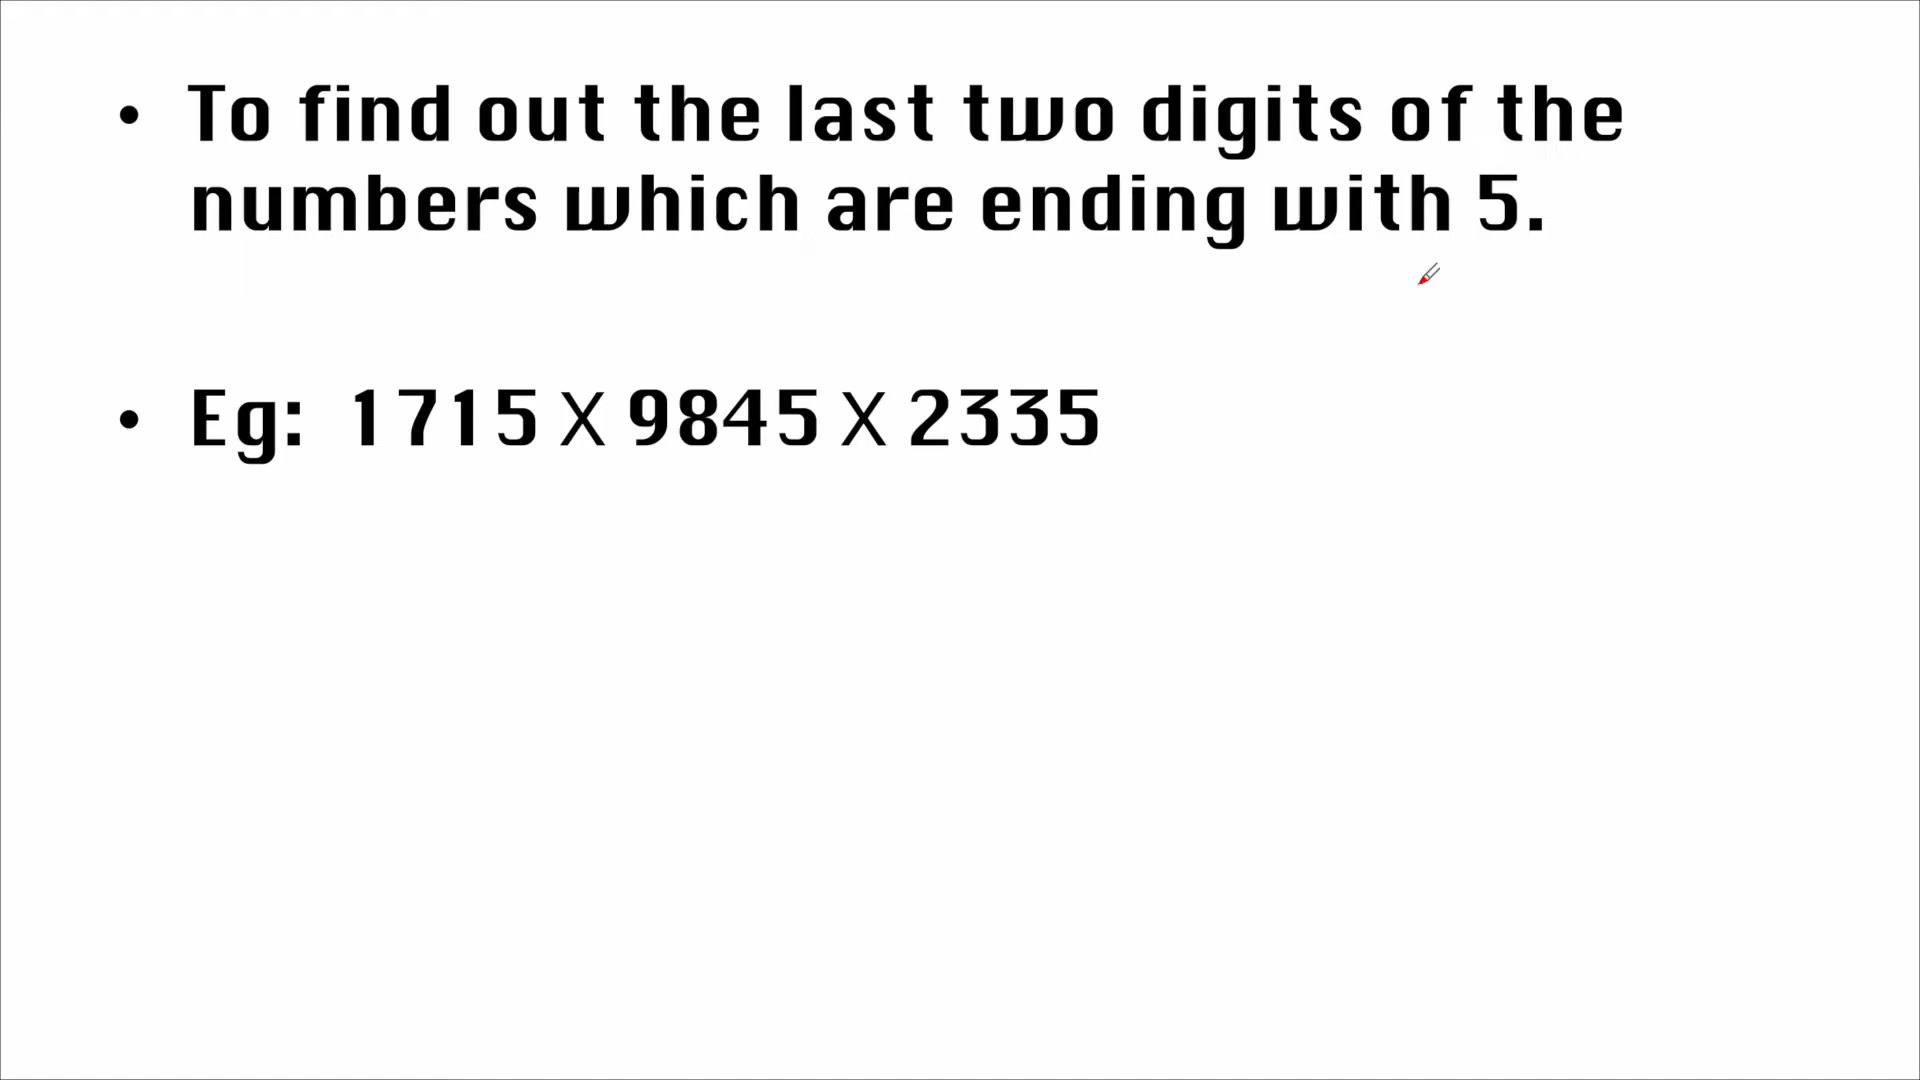 • To find out the last two digits of the
numbers which are ending with 5.
• Eg: 1715 X 9845 X 2335